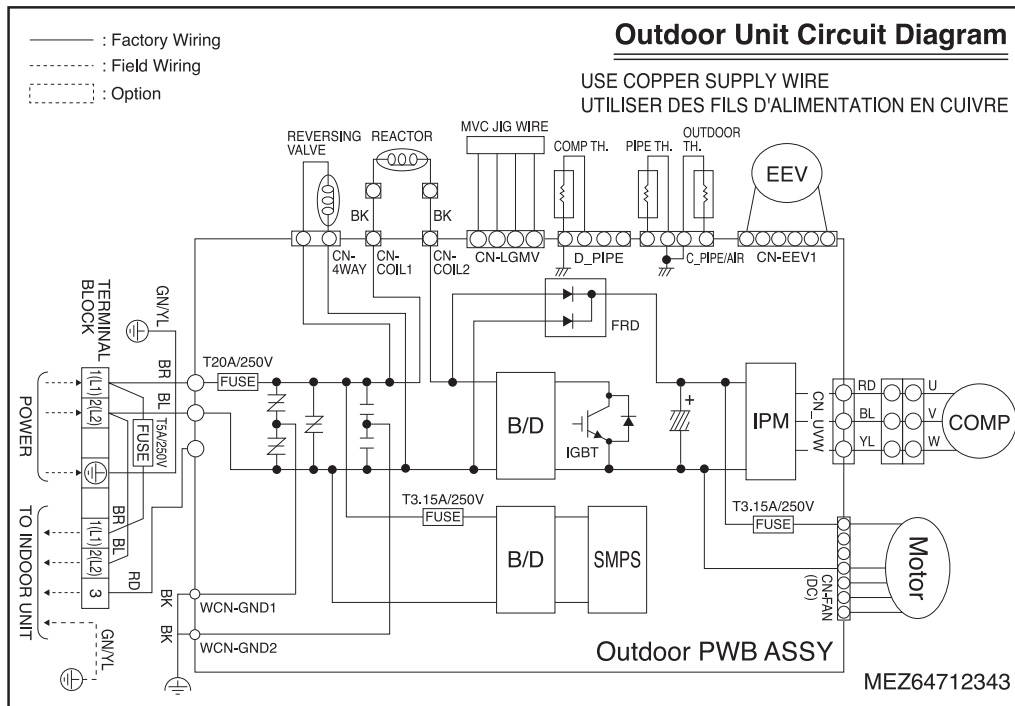 Outdoor Unit Circuit Diagram
: Factory Wiring
: Field Wiring
: Option
USE COPPER SUPPLY WIRE
UTILISER DES FILS D'ALIMENTATION EN CUIVRE
REVERSING
VALVE
REACTOR
MVC JIG WIRE
COMP TH.
PIPE TH.
OUTDOOR
TH.
EEV
BK
BK
CN-
4WAY
CN-
COIL1
CN-
COIL2
CN-LGMV
D_PIPE
C_PIPE/AIR
CN-EEV1
TERMINAL
BLOCK
GN/YL
BR
BL
T20A/250V
FUSE
FRD
1(L1)
2(L2)
POWER
FUSE
T5A/250V
B/D
IGBT
+
IPM
CN_UVW
RD
BL
YL
U
V
W
COMP
T3.15A/250V
FUSE
T3.15A/250V
FUSE
B/D
SMPS
CN-FAN
(DC)
Motor
TO INDOOR UNIT
1(L1)
2(L2)
3
BR
BL
RD
GN/YL
BK
BK
WCN-GND1
WCN-GND2
Outdoor PWB ASSY
MEZ64712343